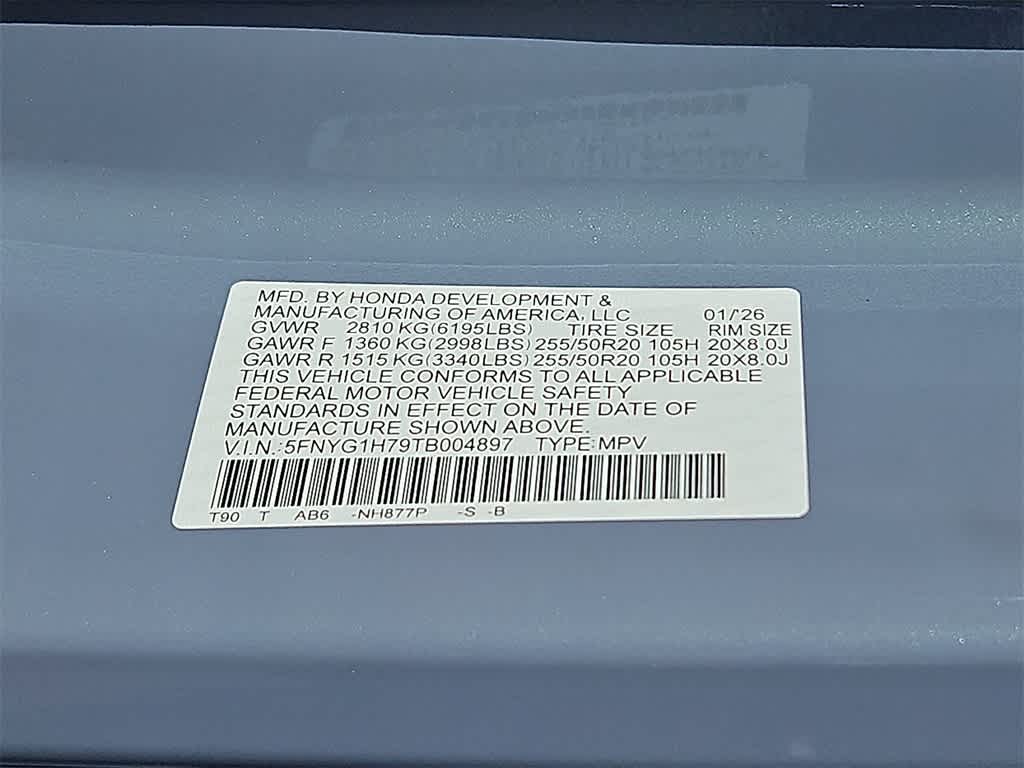 MFD. BY HONDA DEVELOPMENT &
MANUFACTURING OF AMERICA, LLC 01/'26
GVWR 2810 KG(6195LBS) TIRE SIZE RIM SIZE
GAWR F 1360 KG(2998LBS) 255/50R20 105H 20X8.0J
GAWR R 1515 KG(3340LBS) 255/50R20 105H 20X8.0J
THIS VEHICLE CONFORMS TO ALL APPLICABLE
FEDERAL MOTOR VEHICLE SAFETY
STANDARDS IN EFFECT ON THE DATE OF
MANUFACTURE SHOWN ABOVE.
V.I.N.:5FNYG1H79TB004897 TYPE:MPV
T90 T AB6 -NH877P -S -B